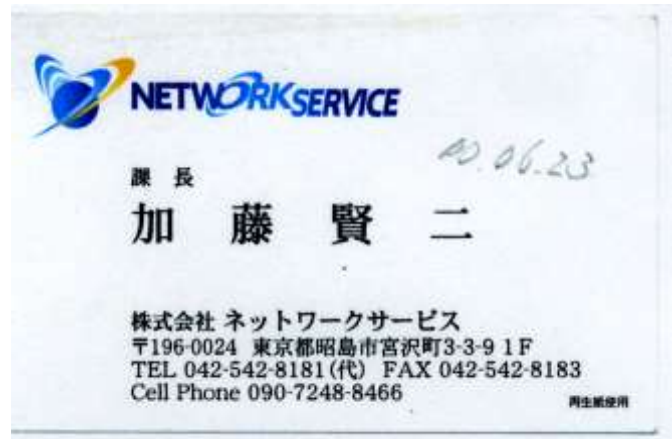 NETWORKSERVICE
00.06.23
課長
加藤賢二
株式会社 ネットワークサービス
〒196-0024 東京都昭島市宮沢町3-3-9 1F
TEL 042-542-8181(代) FAX 042-542-8183
Cell Phone 090-7248-8466
再生紙使用